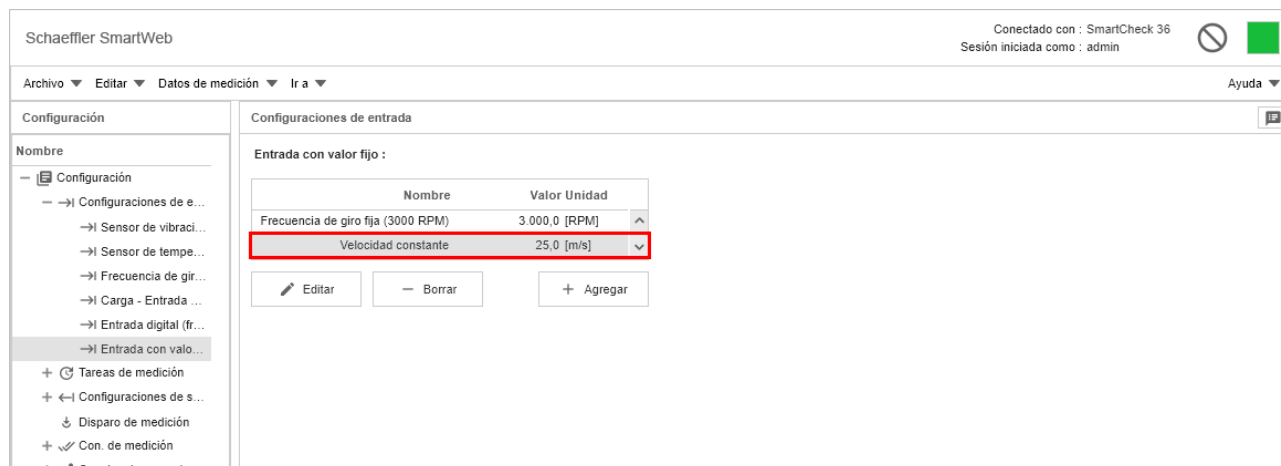 Schaeffler SmartWeb
Conectado con : SmartCheck 36
Sesión iniciada como : admin
Archivo Editar Datos de medición Ir a Ayuda
Configuración
Nombre
Configuración
Configuraciones de e...
Sensor de vibraci...
Sensor de tempe...
Frecuencia de gir...
Carga - Entrada ...
Entrada digital (fr...
Entrada con valo...
Tareas de medición
Configuraciones de s...
Disparo de medición
Con. de medición
Configuraciones de entrada
Entrada con valor fijo :
Nombre Valor Unidad
Frecuencia de giro fija (3000 RPM) 3.000,0 [RPM]
Velocidad constante 25,0 [m/s]
Editar Borrar Agregar